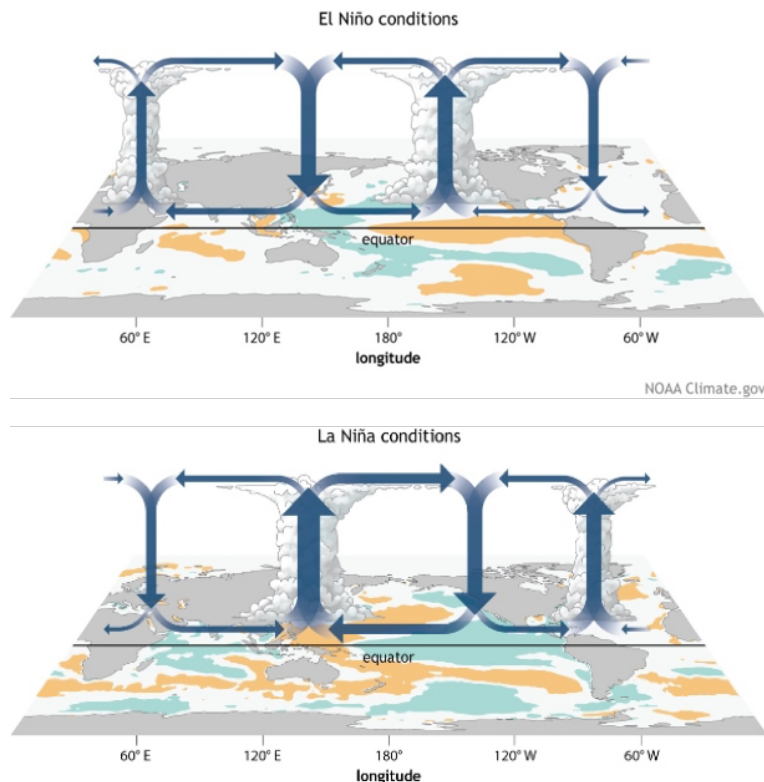 El Niño conditions
equator
60° E 120° E 180° 120° W 60° W
longitude
NOAA Climate.gov
La Niña conditions
equator
60° E 120° E 180° 120° W 60° W
longitude